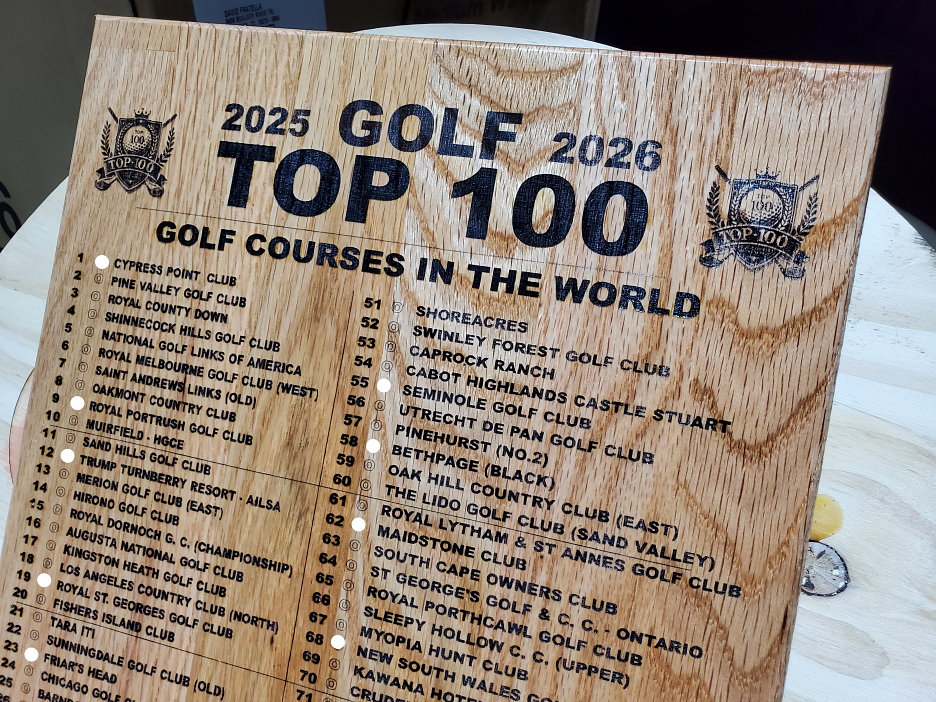 DAVID FRATELLA
2025 GOLF 2026
TOP 100
GOLF COURSES IN THE WORLD
TOP 100
TOP-100
TOP 100
TOP-100
1 CYPRESS POINT CLUB
2 PINE VALLEY GOLF CLUB
3 ROYAL COUNTY DOWN
4 SHINNECOCK HILLS GOLF CLUB
5 NATIONAL GOLF LINKS OF AMERICA
6 ROYAL MELBOURNE GOLF CLUB (WEST)
7 SAINT ANDREWS LINKS (OLD)
8 OAKMONT COUNTRY CLUB
9 ROYAL PORTRUSH GOLF CLUB
10 MUIRFIELD - HGCE
11 SAND HILLS GOLF CLUB
12 TRUMP TURNBERRY RESORT - AILSA
13 MERION GOLF CLUB (EAST)
14 HIRONO GOLF CLUB
15 ROYAL DORNOCH G. C. (CHAMPIONSHIP)
16 AUGUSTA NATIONAL GOLF CLUB
17 KINGSTON HEATH GOLF CLUB
18 LOS ANGELES COUNTRY CLUB (NORTH)
19 ROYAL ST. GEORGES GOLF CLUB
20 FISHERS ISLAND CLUB
21 TARA ITI
22 SUNNINGDALE GOLF CLUB (OLD)
23 FRIAR'S HEAD
24 CHICAGO GOLF
25
26
51 SHOREACRES
52 SWINLEY FOREST GOLF CLUB
53 CAPROCK RANCH
54 CABOT HIGHLANDS CASTLE STUART
55 SEMINOLE GOLF CLUB
56 UTRECHT DE PAN GOLF CLUB
57 PINEHURST (NO.2)
58 BETHPAGE (BLACK)
59 OAK HILL COUNTRY CLUB (EAST)
60 THE LIDO GOLF CLUB (SAND VALLEY)
61 ROYAL LYTHAM & ST ANNES GOLF CLUB
62 MAIDSTONE CLUB
63 SOUTH CAPE OWNERS CLUB
64 ST GEORGE'S GOLF & C. C. - ONTARIO
65 ROYAL PORTHCAWL GOLF CLUB
66 SLEEPY HOLLOW C. C. (UPPER)
67 MYOPIA HUNT CLUB
68 NEW SOUTH WALES GO
69 KAWANA HOTE
70 CRUDE
71